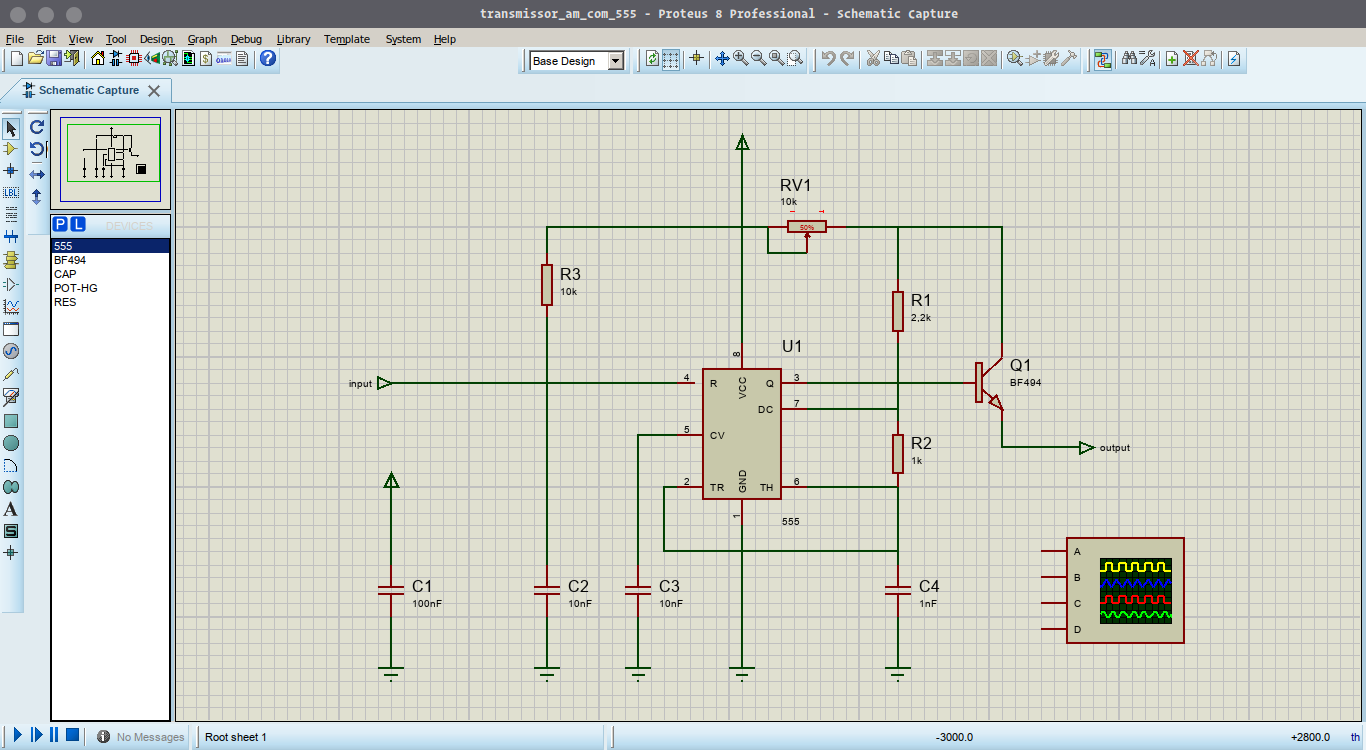 transmissor_am_com_555 - Proteus 8 Professional - Schematic Capture
File Edit View Tool Design Graph Debug Library Template System Help
Base Design
Schematic Capture
LBL
P L DEVICES
555
BF494
CAP
POT-HG
RES
A
S
RV1
10k
50%
R3
10k
R1
2,2k
U1
8
input
4
R
VCC
Q
3
Q1
BF494
DC
7
5
CV
R2
1k
output
2
TR
GND
TH
6
1
555
C1
100nF
C2
10nF
C3
10nF
C4
1nF
A
B
C
D
No Messages
Root sheet 1
-3000.0
+2800.0
th